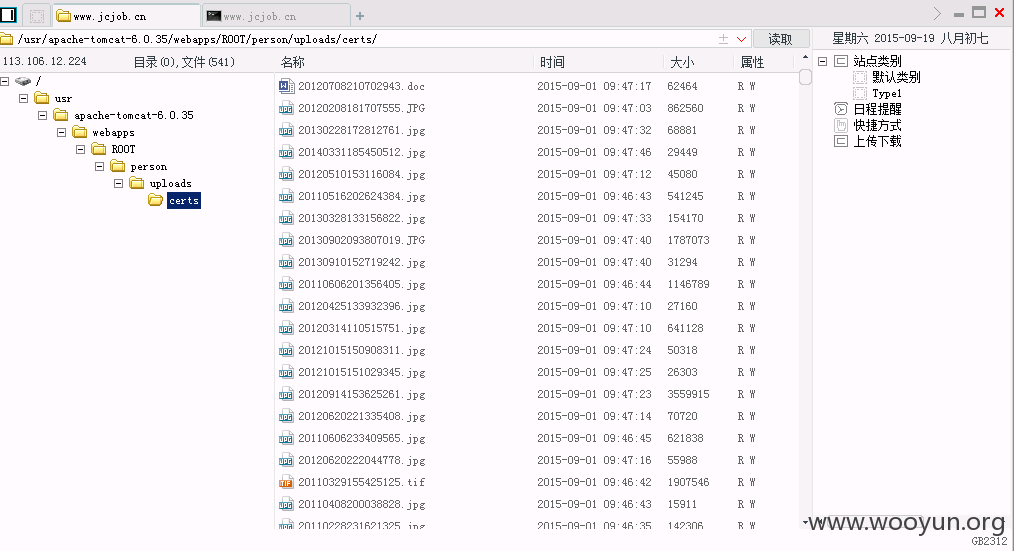 www.jcjob.cn
www.jcjob.cn
/usr/apache-tomcat-6.0.35/webapps/ROOT/person/uploads/certs/
读取
星期六 2015-09-19 八月初七
113.106.12.224
目录(0),文件(541)
名称 时间 大小 属性
/
usr
apache-tomcat-6.0.35
webapps
ROOT
person
uploads
certs
20120708210702943.doc 2015-09-01 09:47:17 62464 R W
20120208181707555.JPG 2015-09-01 09:47:03 862560 R W
20130228172812761.jpg 2015-09-01 09:47:32 68881 R W
20140331185450512.jpg 2015-09-01 09:47:46 29449 R W
20120510153116084.jpg 2015-09-01 09:47:12 45080 R W
20110516202624384.jpg 2015-09-01 09:46:43 541245 R W
20130328133156822.jpg 2015-09-01 09:47:33 154170 R W
20130902093807019.JPG 2015-09-01 09:47:40 1787073 R W
20130910152719242.jpg 2015-09-01 09:47:40 31294 R W
20110606201356405.jpg 2015-09-01 09:46:44 1146789 R W
20120425133932396.jpg 2015-09-01 09:47:10 27160 R W
20120314110515751.jpg 2015-09-01 09:47:10 641128 R W
20121015150908311.jpg 2015-09-01 09:47:24 50318 R W
20121015151029345.jpg 2015-09-01 09:47:25 26303 R W
20120914153625261.jpg 2015-09-01 09:47:23 3559915 R W
20120620221335408.jpg 2015-09-01 09:47:14 70720 R W
20110606233409565.jpg 2015-09-01 09:46:45 621838 R W
20120620222044778.jpg 2015-09-01 09:47:16 55988 R W
20110329155425125.tif 2015-09-01 09:46:42 1907546 R W
20110408200038828.jpg 2015-09-01 09:46:43 15911 R W
20110228231621325.jpg 2015-09-01 09:46:35 142306 R W
站点类别
默认类别
Type1
日程提醒
快捷方式
上传下载
www.wooyun.org
GB2312